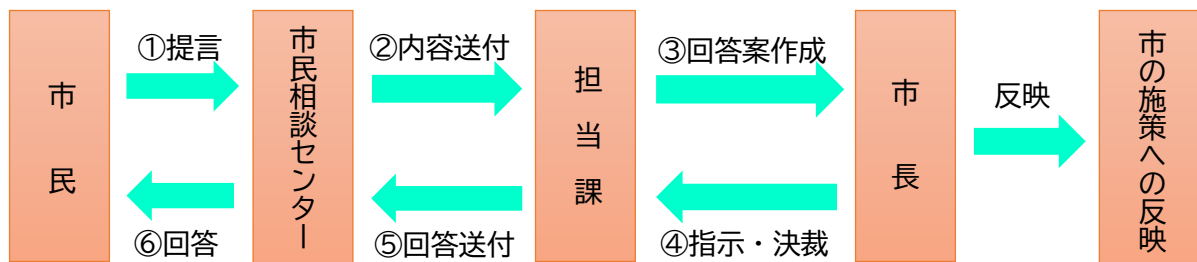 市民
①提言
⑥回答
市民相談センター
②内容送付
⑤回答送付
担当課
③回答案作成
④指示・決裁
市長
反映
市の施策への反映